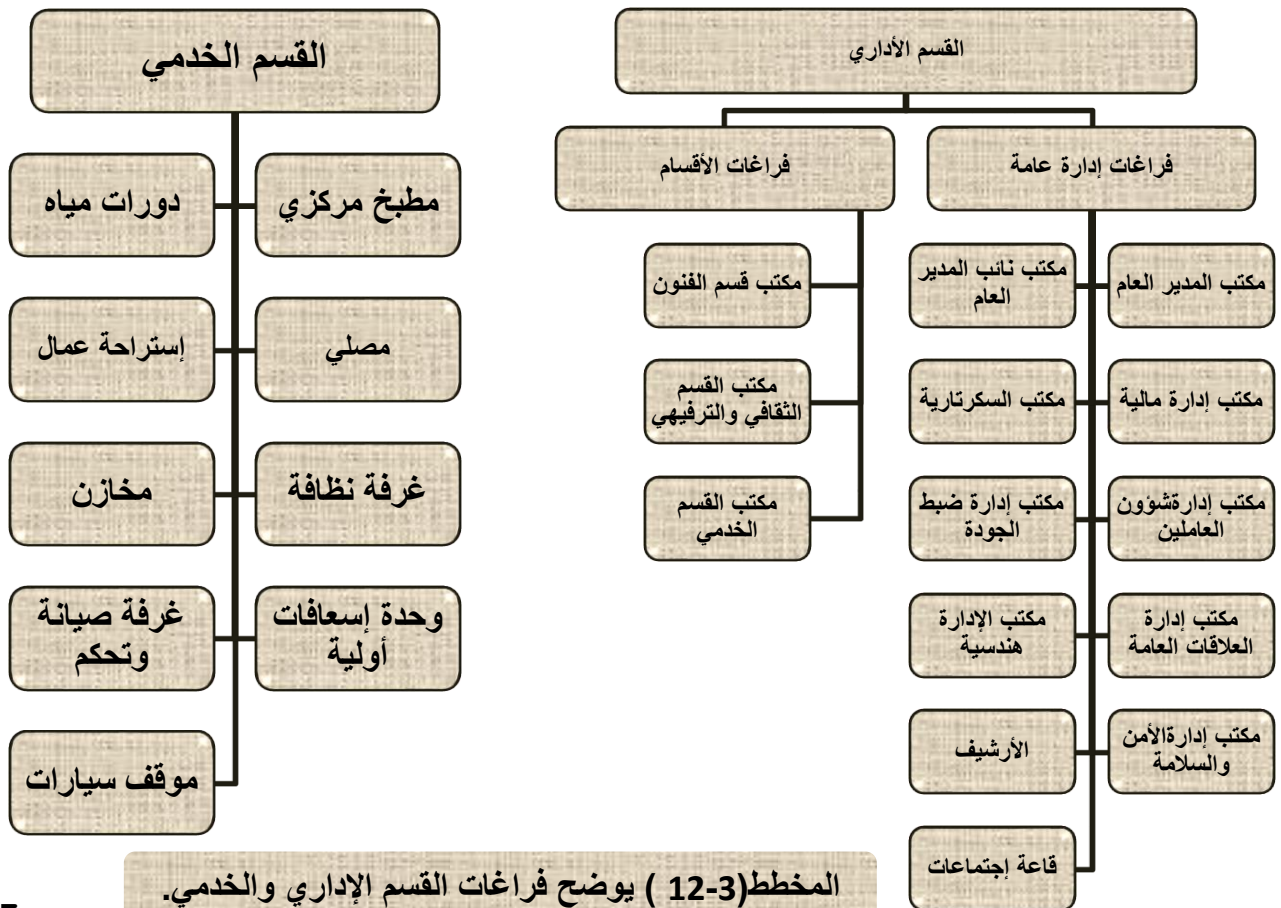 القسم الأداري
فراغات إدارة عامة
فراغات الأقسام
مكتب المدير العام
مكتب نائب المدير
العام
مكتب إدارة مالية
مكتب السكرتارية
مكتب إدارةشؤون
العاملين
مكتب إدارة ضبط
الجودة
مكتب إدارة
العلاقات العامة
مكتب الإدارة
هندسية
مكتب إدارةالأمن
والسلامة
الأرشيف
قاعة إجتماعات
مكتب قسم الفنون
مكتب القسم
الثقافي والترفيهي
مكتب القسم
الخدمي
القسم الخدمي
مطبخ مركزي
دورات مياه
مصلي
إستراحة عمال
غرفة نظافة
مخازن
وحدة إسعافات
أولية
غرفة صيانة
وتحكم
موقف سيارات
المخطط(3-12 ) يوضح فراغات القسم الإداري والخدمي.